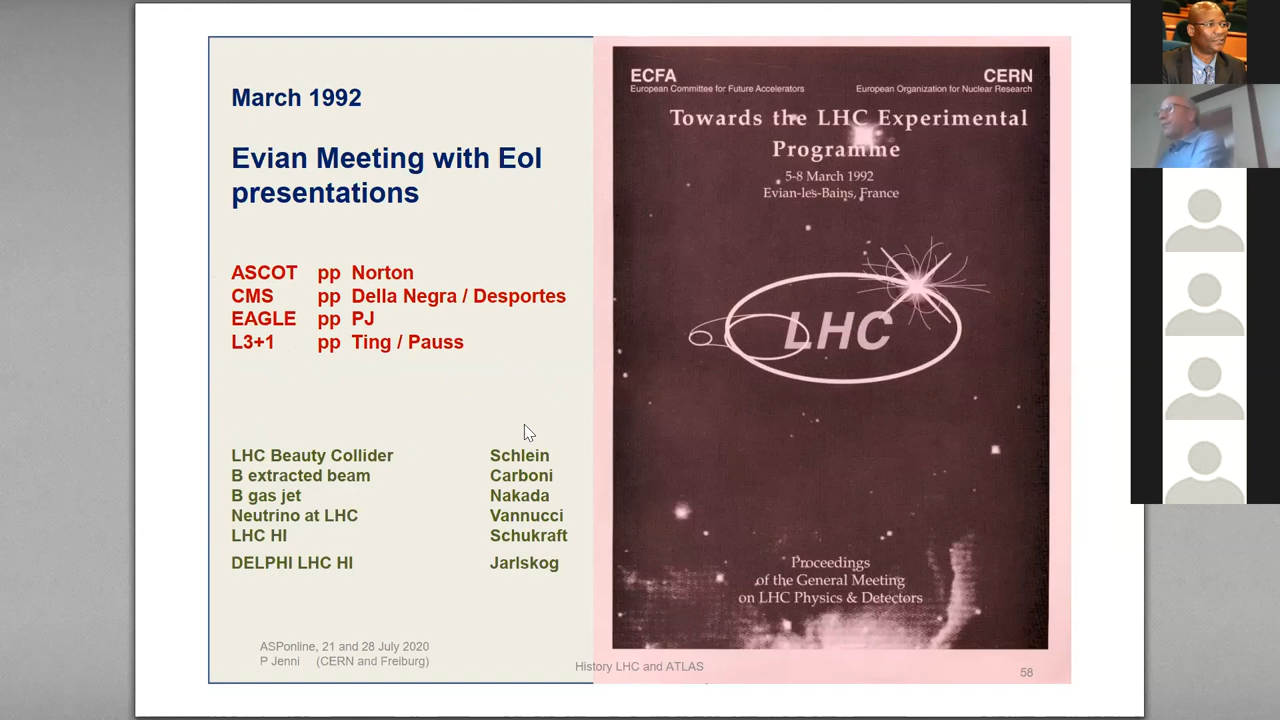 March 1992
Evian Meeting with EoI
presentations
ASCOT pp Norton
CMS pp Della Negra / Desportes
EAGLE pp PJ
L3+1 pp Ting / Pauss
LHC Beauty Collider Schlein
B extracted beam Carboni
B gas jet Nakada
Neutrino at LHC Vannucci
LHC HI Schukraft
DELPHI LHC HI Jarlskog
ASPonline, 21 and 28 July 2020
P Jenni (CERN and Freiburg)
ECFA CERN
European Committee for Future Accelerators European Organization for Nuclear Research
Towards the LHC Experimental
Programme
5-8 March 1992
Evian-les-Bains, France
LHC
Proceedings
of the General Meeting
on LHC Physics & Detectors
History LHC and ATLAS
58